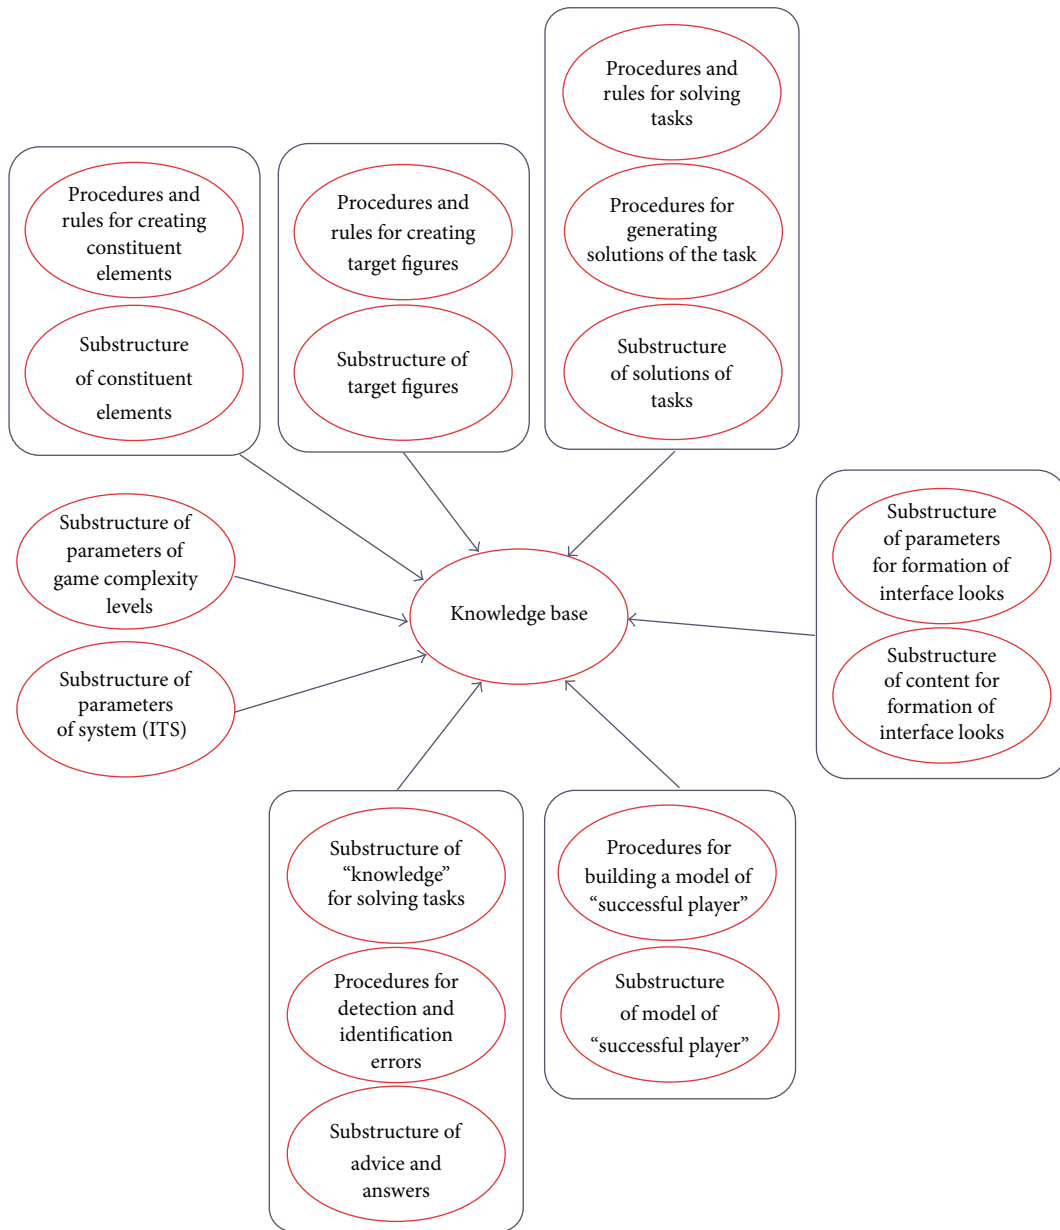 Procedures and
rules for solving
tasks
Procedures for
generating
solutions of the task
Substructure
of solutions of
tasks
Procedures and
rules for creating
constituent
elements
Substructure
of constituent
elements
Procedures and
rules for creating
target figures
Substructure of
target figures
Substructure of
parameters of
game complexity
levels
Substructure of
parameters
of system (ITS)
Knowledge base
Substructure
of parameters
for formation of
interface looks
Substructure
of content for
formation of
interface looks
Substructure of
“knowledge”
for solving tasks
Procedures for
detection and
identification
errors
Substructure of
advice and
answers
Procedures for
building a model of
“successful player”
Substructure
of model of
“successful player”